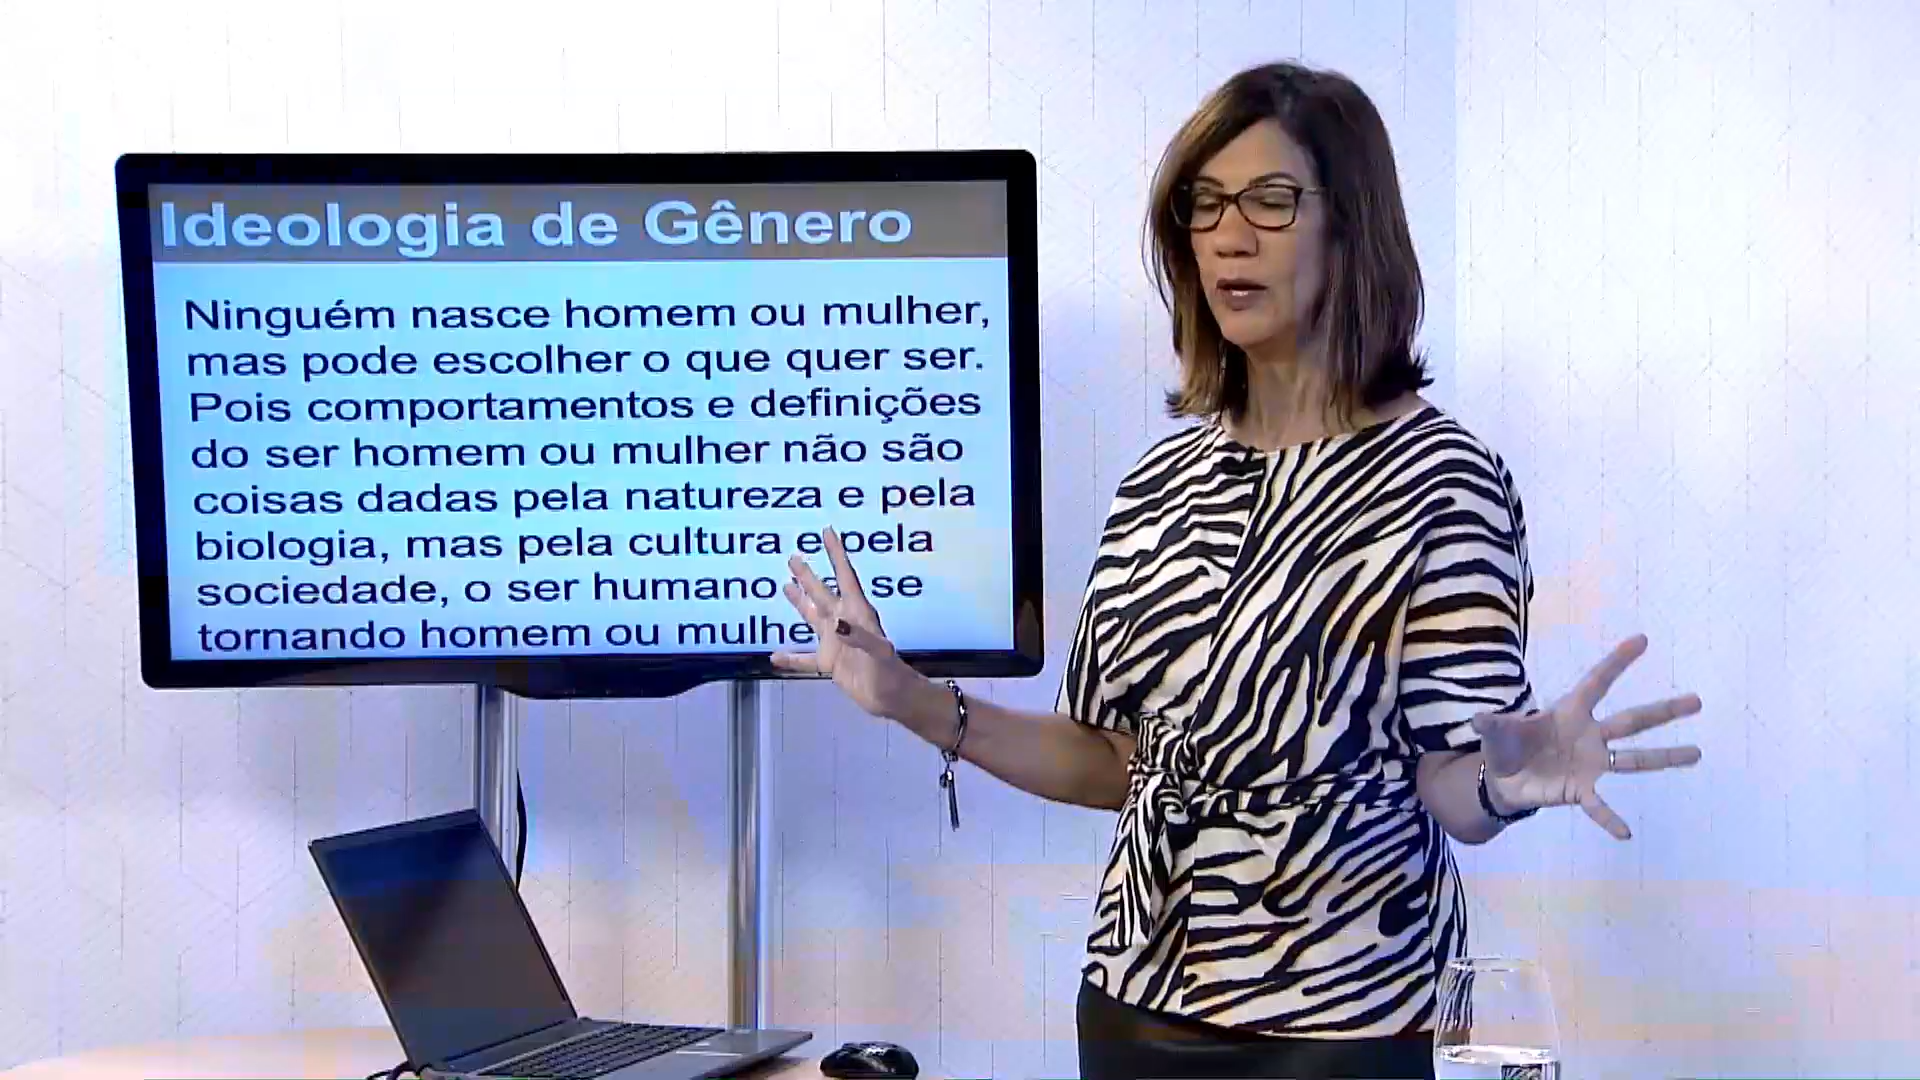 Ideologia de Gênero
Ninguém nasce homem ou mulher,
mas pode escolher o que quer ser.
Pois comportamentos e definições
do ser homem ou mulher não são
coisas dadas pela natureza e pela
biologia, mas pela cultura e pela
sociedade, o ser humano se
tornando homem ou